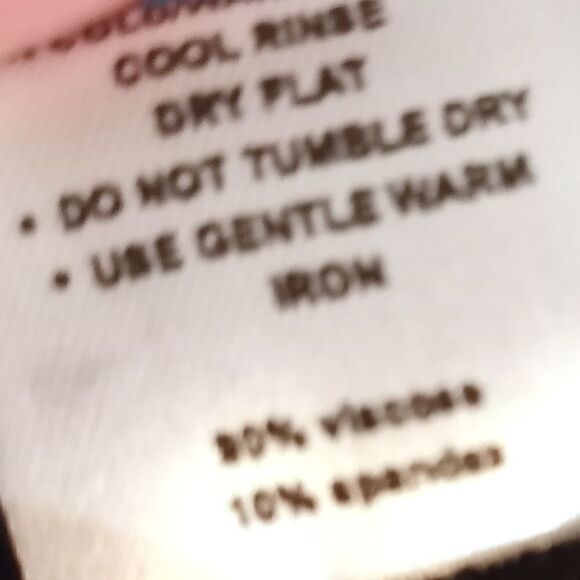 COOL RINSE
DRY FLAT
• DO NOT TUMBLE DRY
• USE GENTLE WARM
IRON
90% viscose
10% spandex